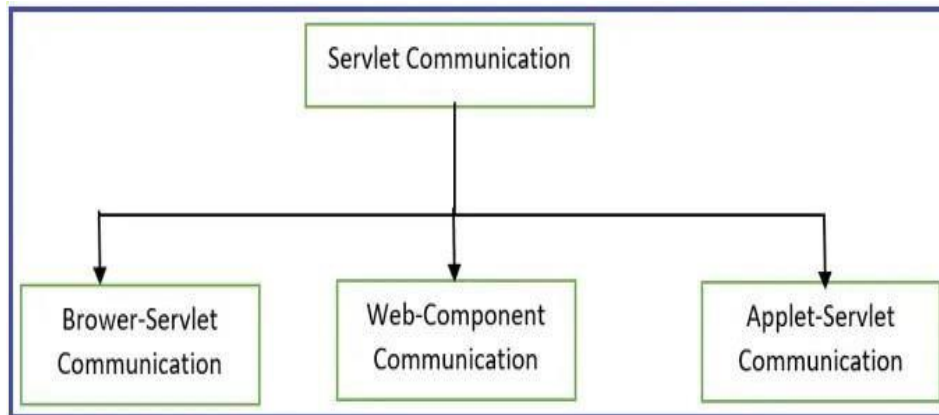 Servlet Communication
Brower-Servlet
Communication
Web-Component
Communication
Applet-Servlet
Communication